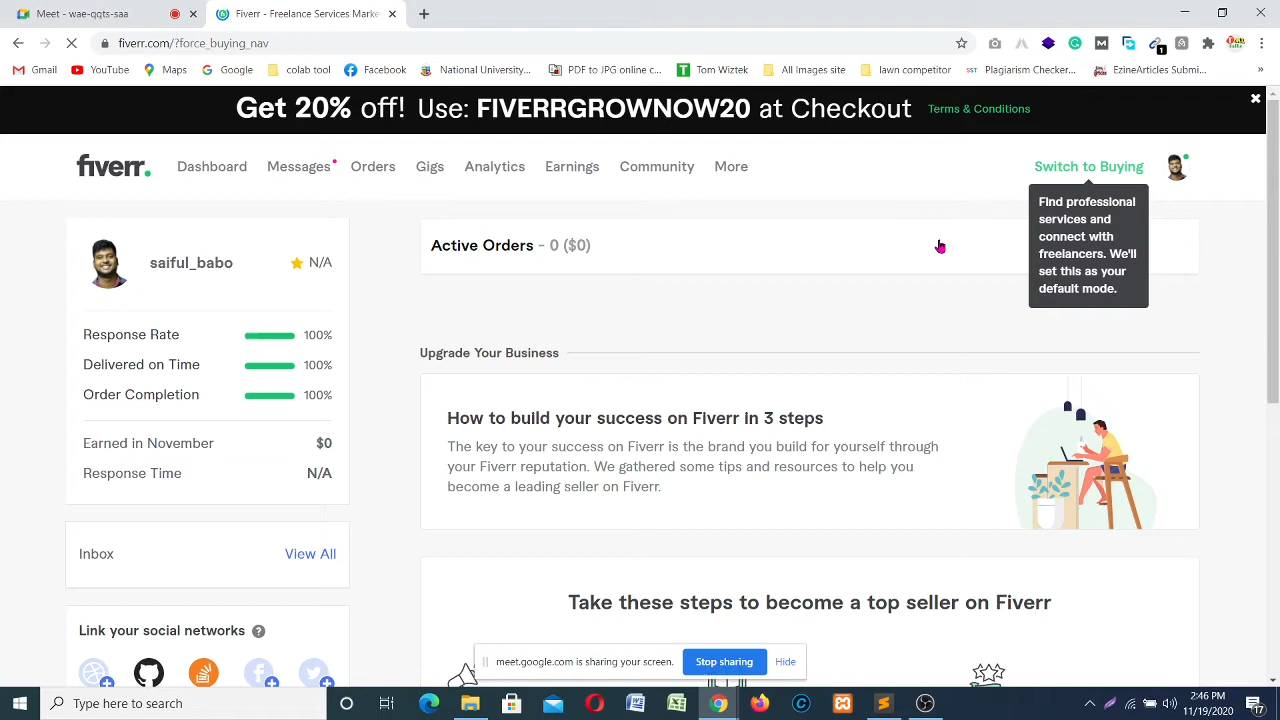 Meet – we-qqts-saa
Fiverr - Freelance Services Marke
fiverr.com/?force_buying_nav
1
Gmail
YouTube
Maps
Google
colab tool
Facebook
National Universit...
PDF to JPG online c...
Tom Wiztek
All Images site
lawn competitor
SST
Plagiarism Checker...
EzineArticles Submi...
»
Get 20% off! Use: FIVERRGROWNOW20 at Checkout
Terms & Conditions
fiverr.
Dashboard
Messages
Orders
Gigs
Analytics
Earnings
Community
More
Switch to Buying
Find professional
services and
connect with
freelancers. We'll
set this as your
default mode.
saiful_babo
N/A
Response Rate
100%
Delivered on Time
100%
Order Completion
100%
Earned in November
$0
Response Time
N/A
Inbox
View All
Link your social networks
?
Active Orders - 0 ($0)
Upgrade Your Business
How to build your success on Fiverr in 3 steps
The key to your success on Fiverr is the brand you build for yourself through
your Fiverr reputation. We gathered some tips and resources to help you
become a leading seller on Fiverr.
Take these steps to become a top seller on Fiverr
meet.google.com is sharing your screen.
Stop sharing
Hide
Type here to search
2:46 PM
11/19/2020